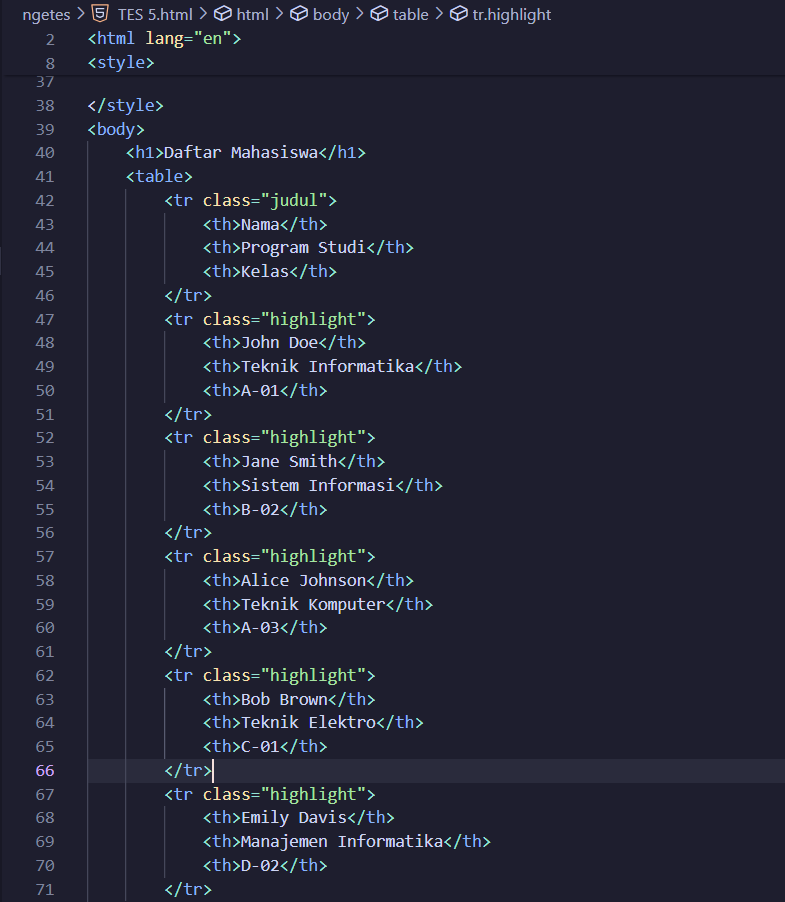 ngetes > TES 5.html > html > body > table > tr.highlight
2 <html lang="en">
8 <style>
37
38 </style>
39 <body>
40 <h1>Daftar Mahasiswa</h1>
41 <table>
42 <tr class="judul">
43 <th>Nama</th>
44 <th>Program Studi</th>
45 <th>Kelas</th>
46 </tr>
47 <tr class="highlight">
48 <th>John Doe</th>
49 <th>Teknik Informatika</th>
50 <th>A-01</th>
51 </tr>
52 <tr class="highlight">
53 <th>Jane Smith</th>
54 <th>Sistem Informasi</th>
55 <th>B-02</th>
56 </tr>
57 <tr class="highlight">
58 <th>Alice Johnson</th>
59 <th>Teknik Komputer</th>
60 <th>A-03</th>
61 </tr>
62 <tr class="highlight">
63 <th>Bob Brown</th>
64 <th>Teknik Elektro</th>
65 <th>C-01</th>
66 </tr>
67 <tr class="highlight">
68 <th>Emily Davis</th>
69 <th>Manajemen Informatika</th>
70 <th>D-02</th>
71 </tr>